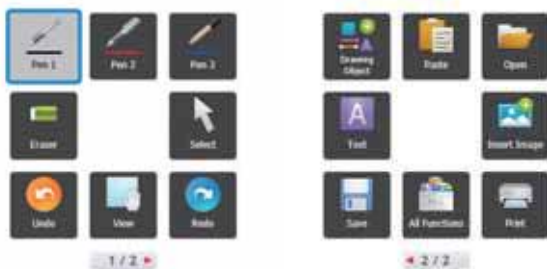 Pen 1 Pen 2 Pen 3
Eraser Select
Undo View Redo
1 / 2
Drawing Object Paste Open
A
Text Insert Image
Save All Functions Print
2 / 2